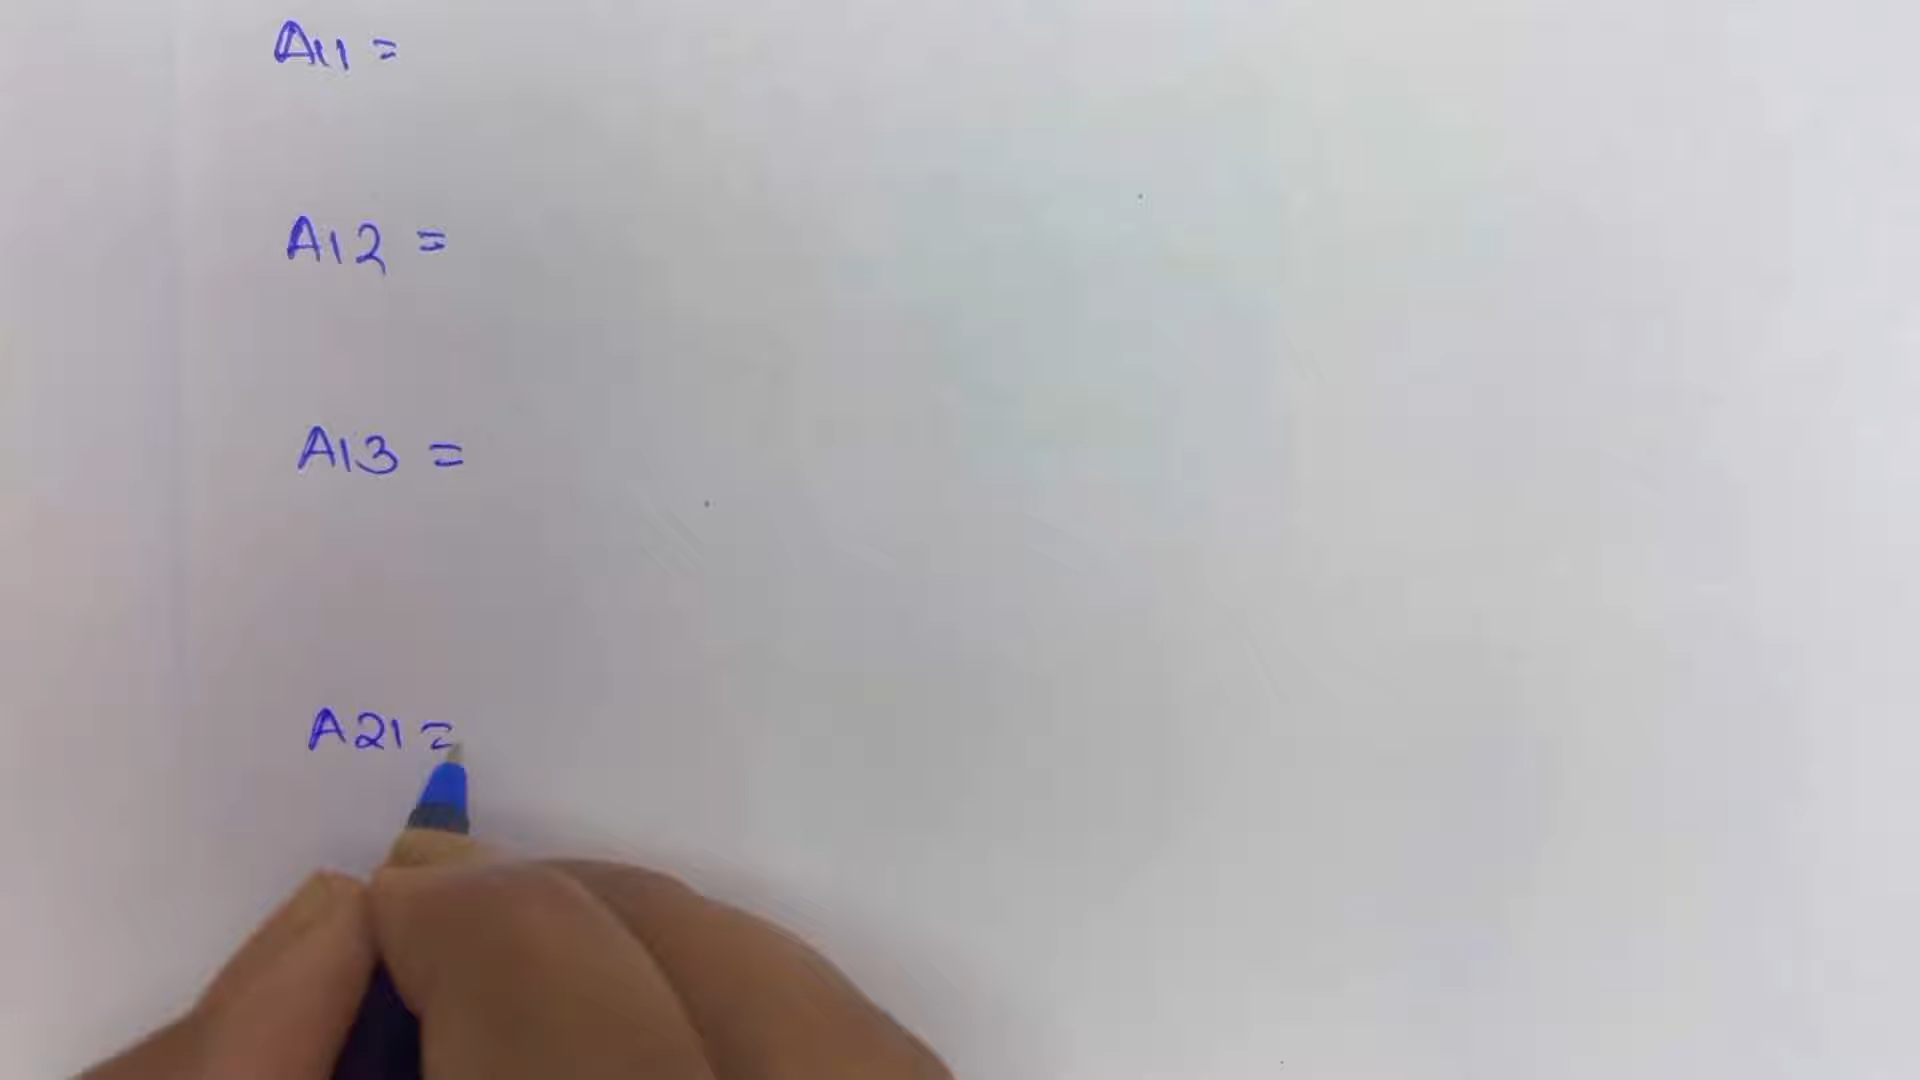 A11 =
A12 =
A13 =
A21 =